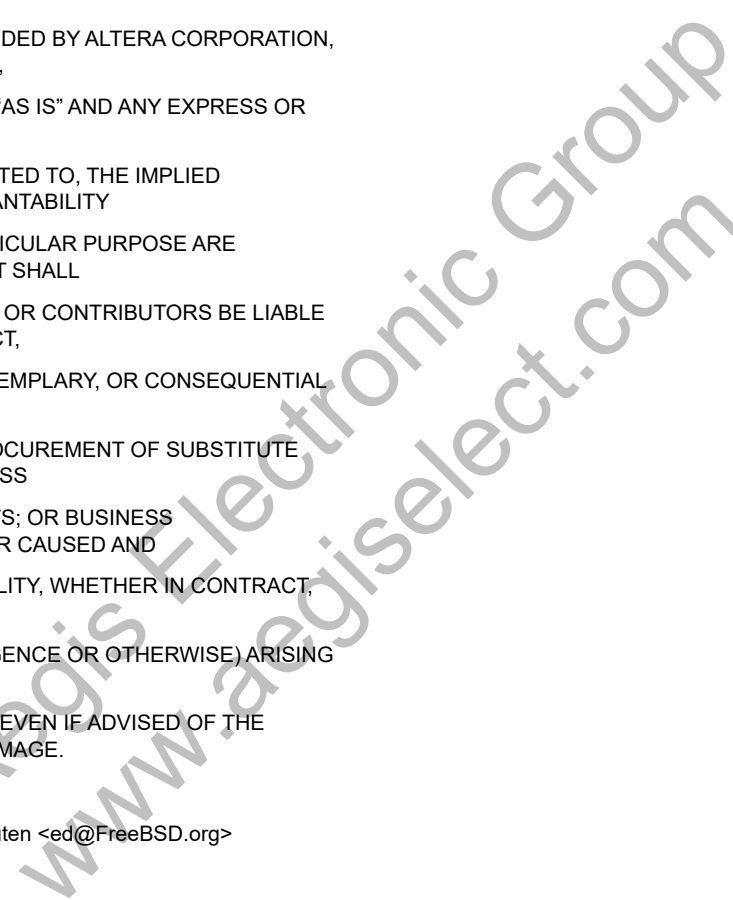 DED BY ALTERA CORPORATION,
,
"AS IS" AND ANY EXPRESS OR
TED TO, THE IMPLIED
ANTABILITY
ICULAR PURPOSE ARE
T SHALL
OR CONTRIBUTORS BE LIABLE
CT,
EMPLARY, OR CONSEQUENTIAL
OCUREMENT OF SUBSTITUTE
SS
TS; OR BUSINESS
R CAUSED AND
LITY, WHETHER IN CONTRACT,
GENCE OR OTHERWISE) ARISING
EVEN IF ADVISED OF THE
MAGE.
uten <ed@FreeBSD.org>
Aegis Electronic Group
www.aegiselect.com